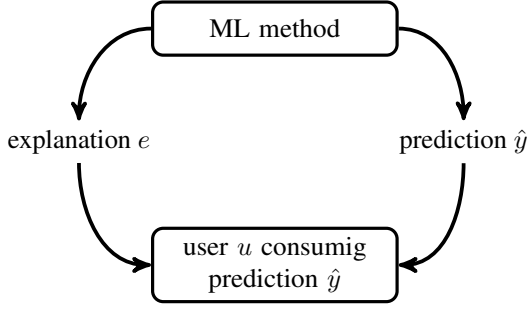 ML method
explanation e
prediction ŷ
user u consumig
prediction ŷ